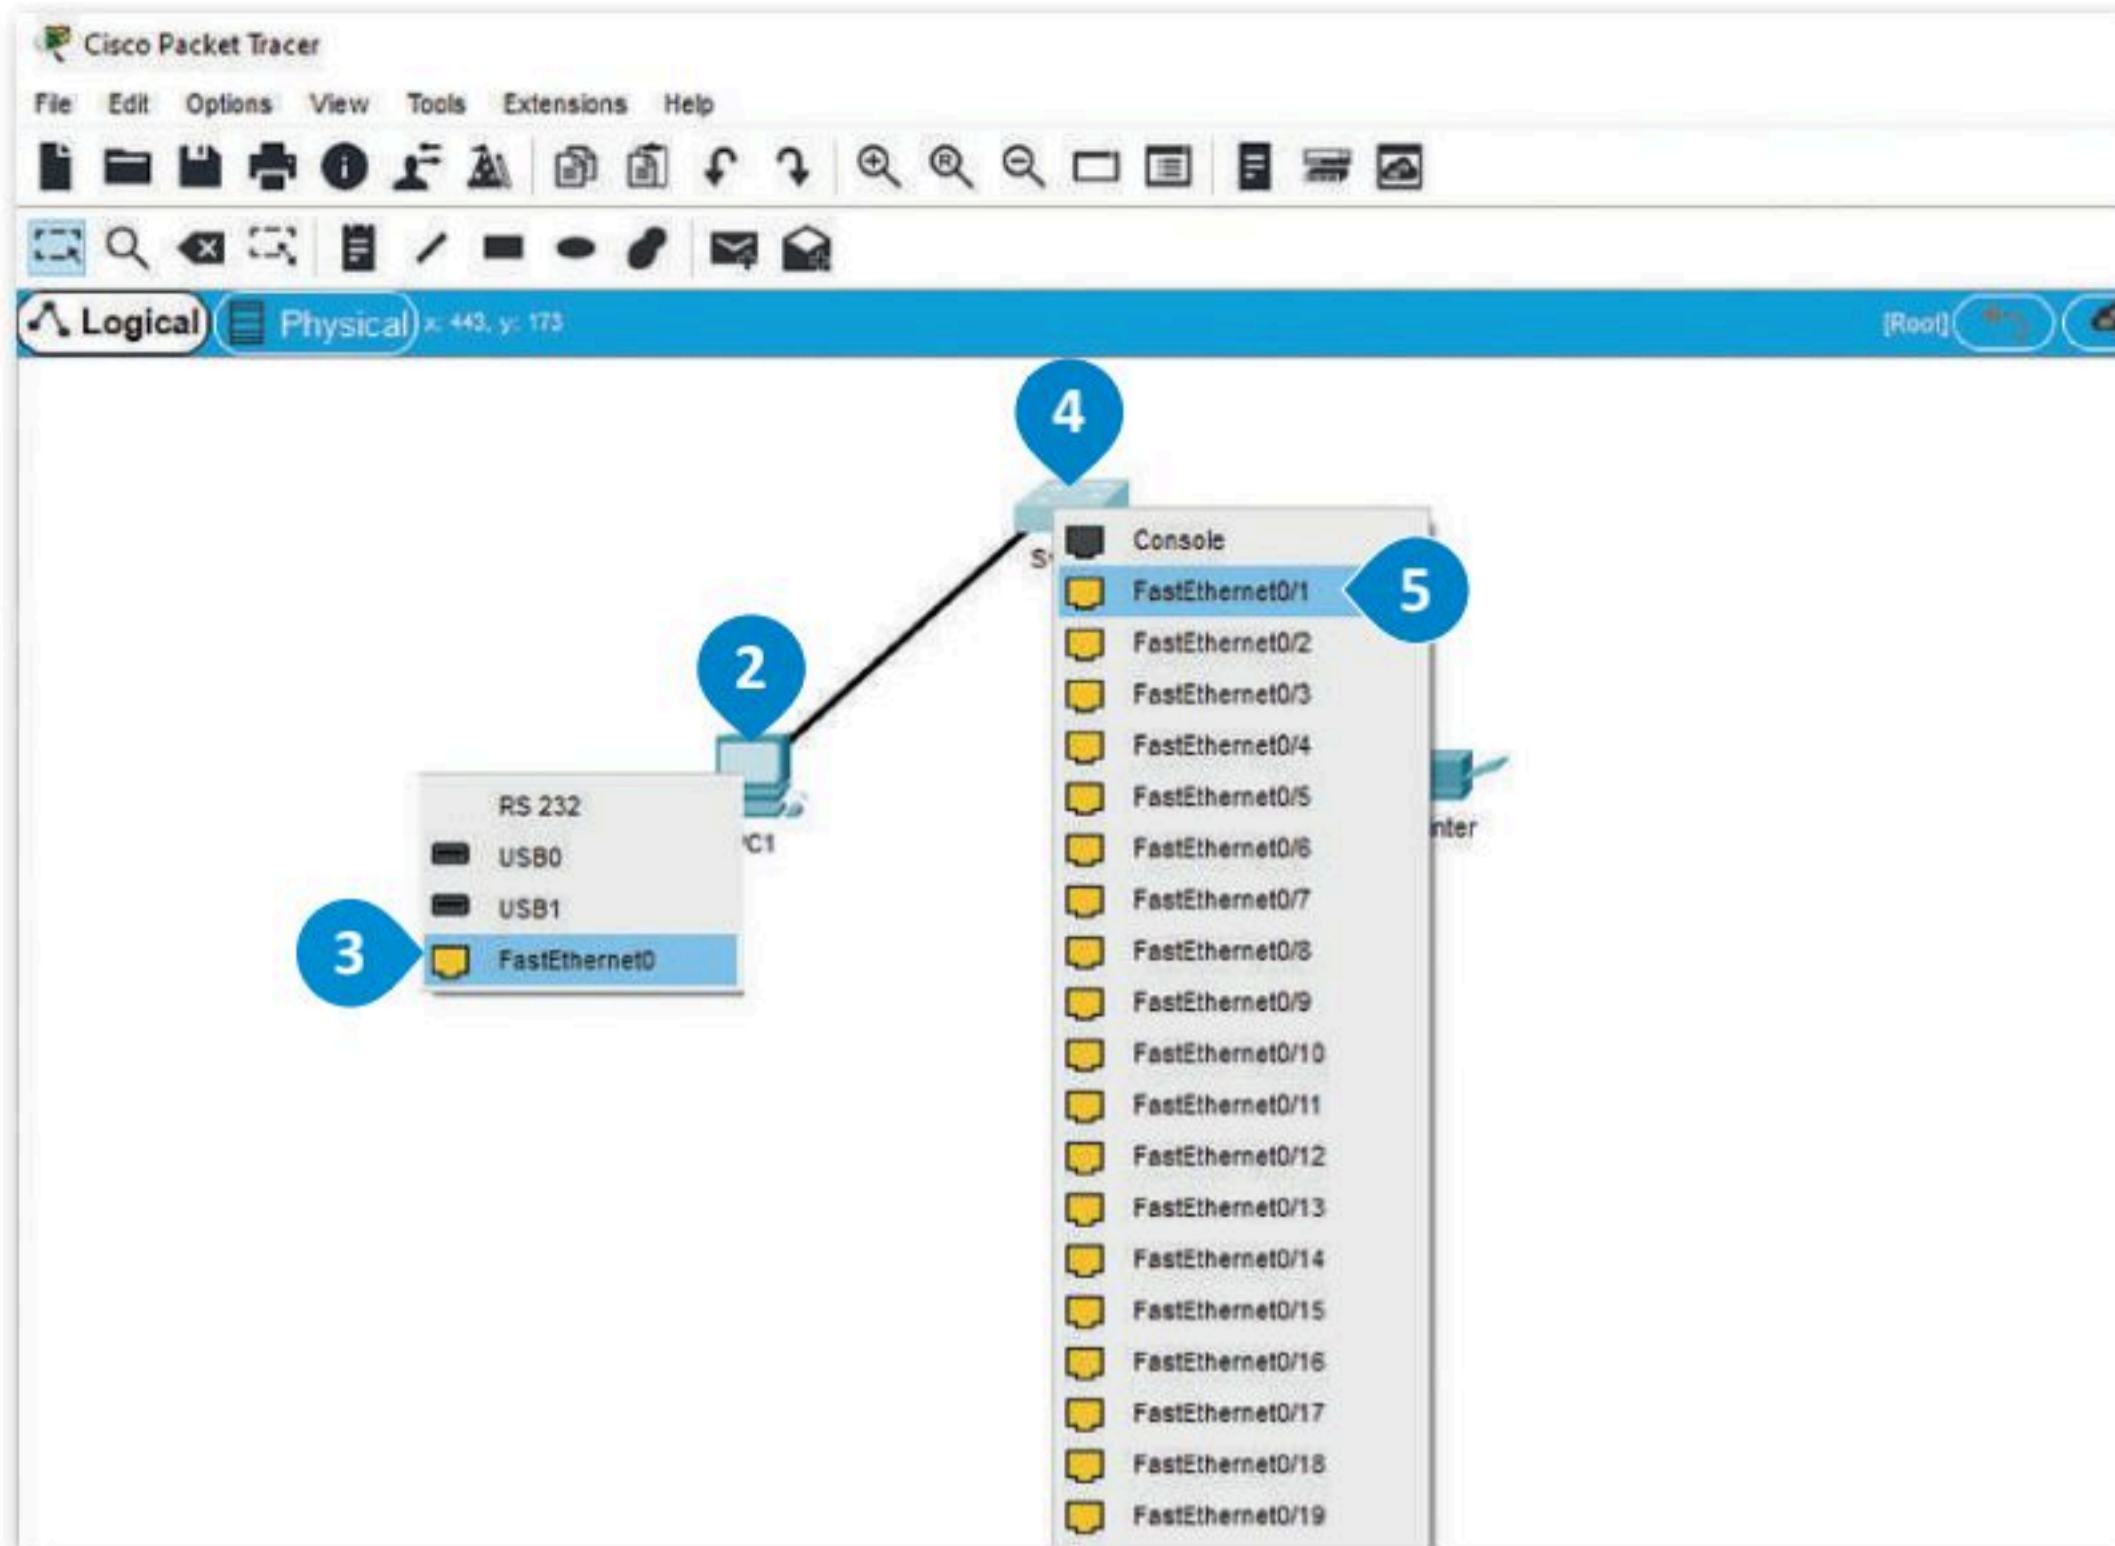 Cisco Packet Tracer
File Edit Options View Tools Extensions Help
Logical Physical x: 443, y: 173 [Root]
4
Console
FastEthernet0/1
5
FastEthernet0/2
FastEthernet0/3
FastEthernet0/4
FastEthernet0/5
FastEthernet0/6
FastEthernet0/7
FastEthernet0/8
FastEthernet0/9
FastEthernet0/10
FastEthernet0/11
FastEthernet0/12
FastEthernet0/13
FastEthernet0/14
FastEthernet0/15
FastEthernet0/16
FastEthernet0/17
FastEthernet0/18
FastEthernet0/19
2
C1
RS 232
USB0
USB1
3
FastEthernet0
nter